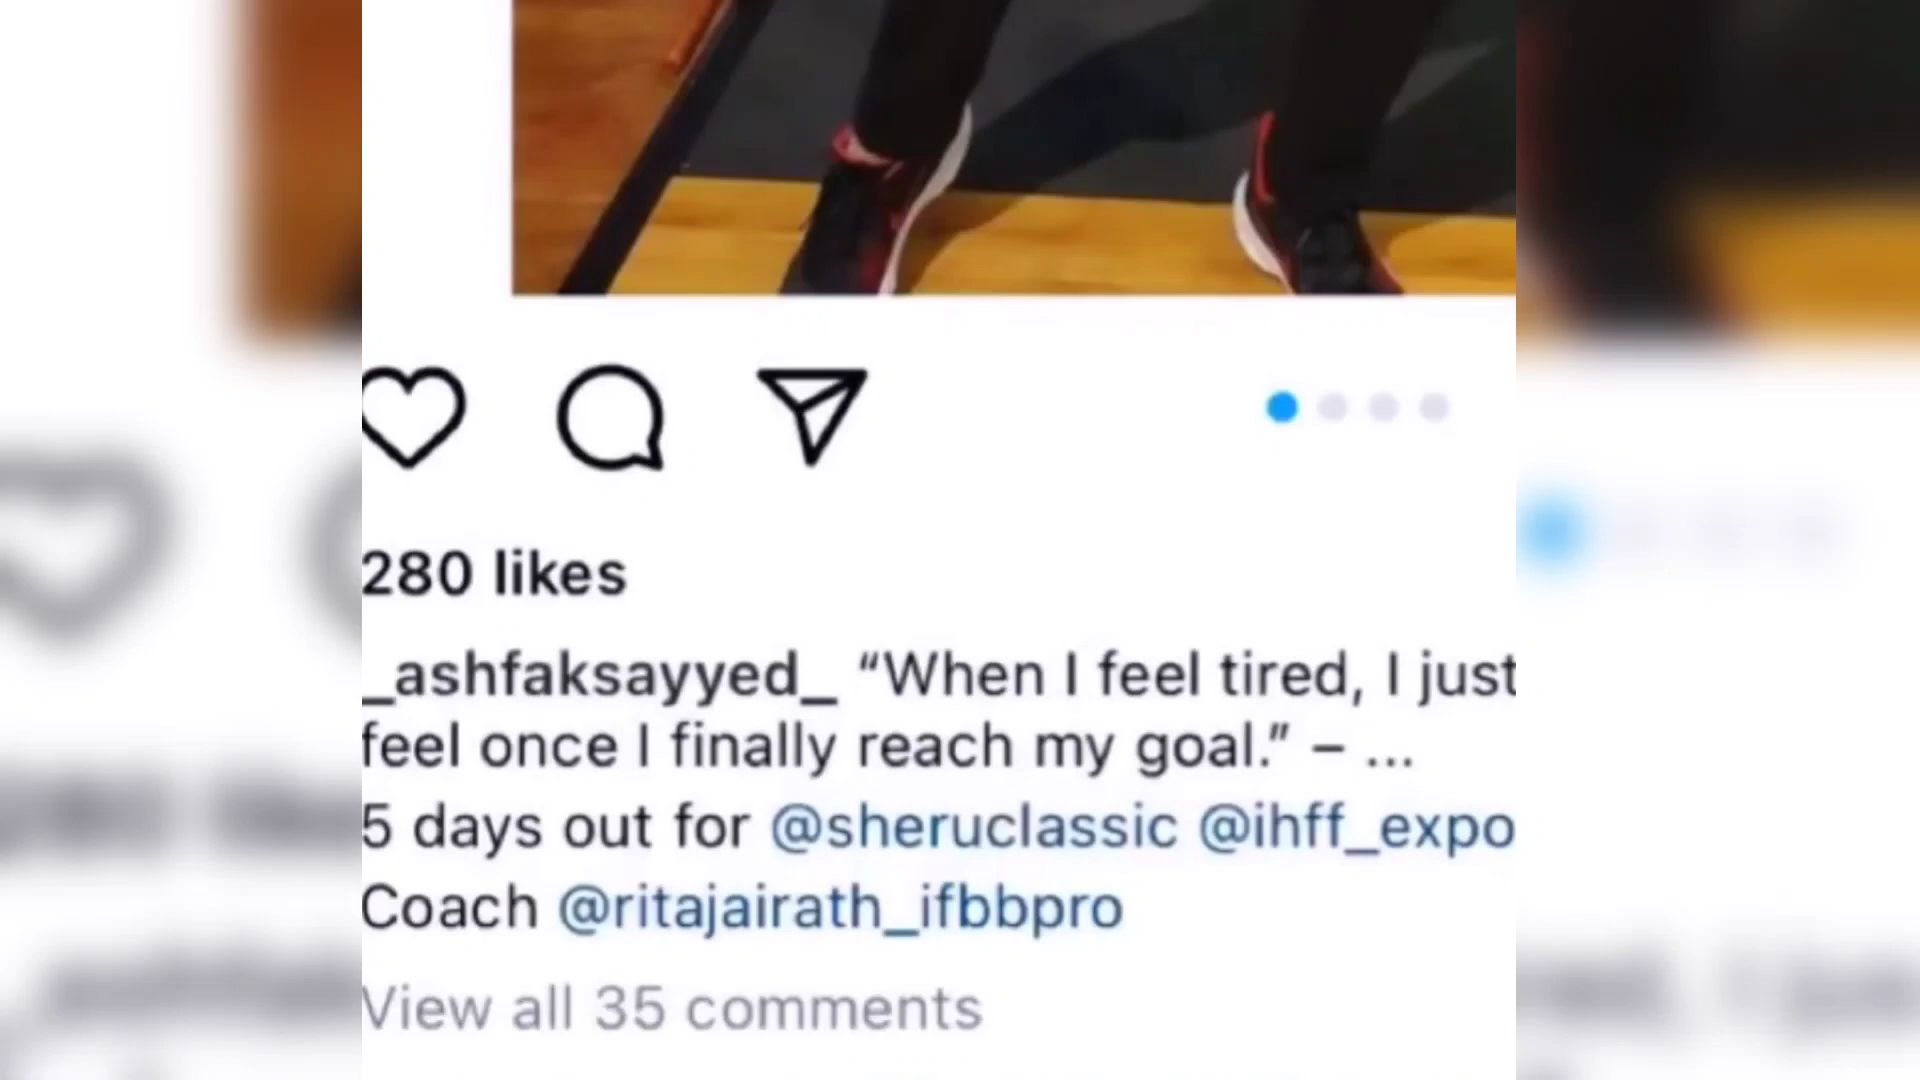 280 likes
_ashfaksayyed_ “When I feel tired, I just
feel once I finally reach my goal.” – ...
5 days out for @sheruclassic @ihff_expo
Coach @ritajairath_ifbbpro
View all 35 comments